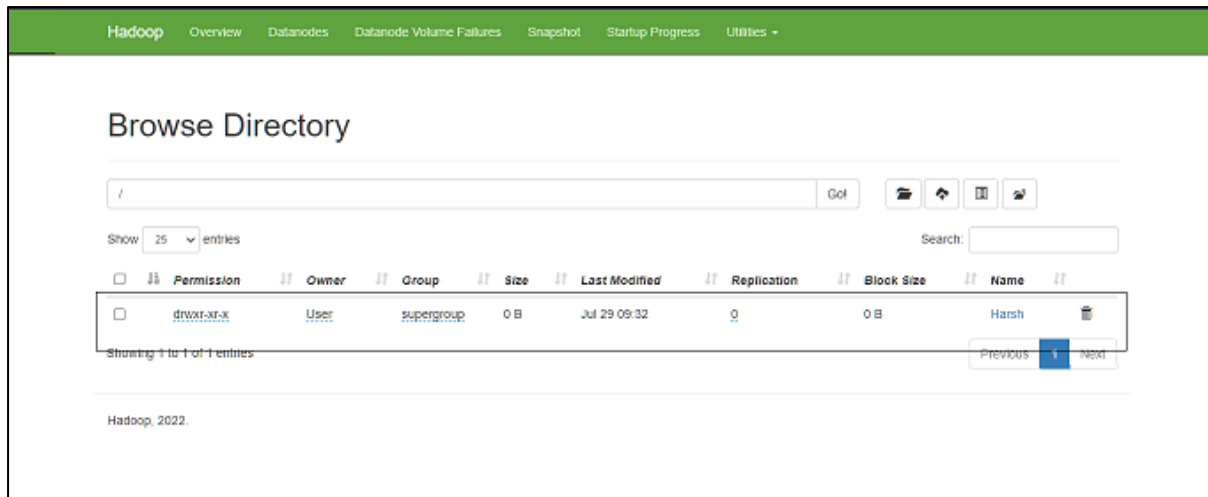 Hadoop Overview Datanodes Datanode Volume Failures Snapshot Startup Progress Utilities
Browse Directory
/ Go!
Show 25 entries Search:
Permission Owner Group Size Last Modified Replication Block Size Name
drwxr-xr-x User supergroup 0 B Jul 29 09:32 0 0 B Harsh
Showing 1 to 1 of 1 entries Previous 1 Next
Hadoop, 2022.